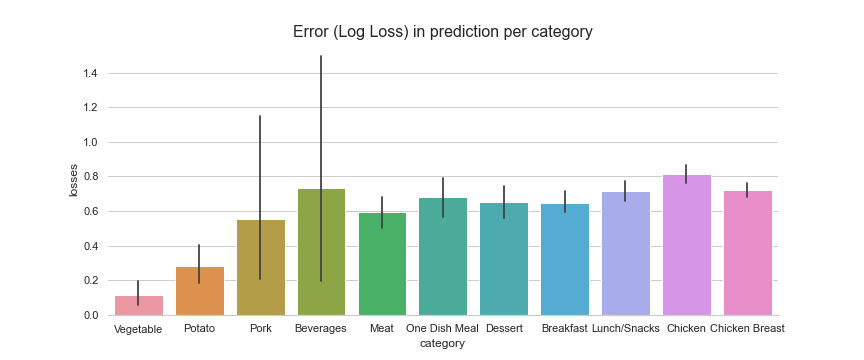 Error (Log Loss) in prediction per category
losses
1.4
1.2
1.0
0.8
0.6
0.4
0.2
0.0
Vegetable Potato Pork Beverages Meat One Dish Meal Dessert Breakfast Lunch/Snacks Chicken Chicken Breast
category